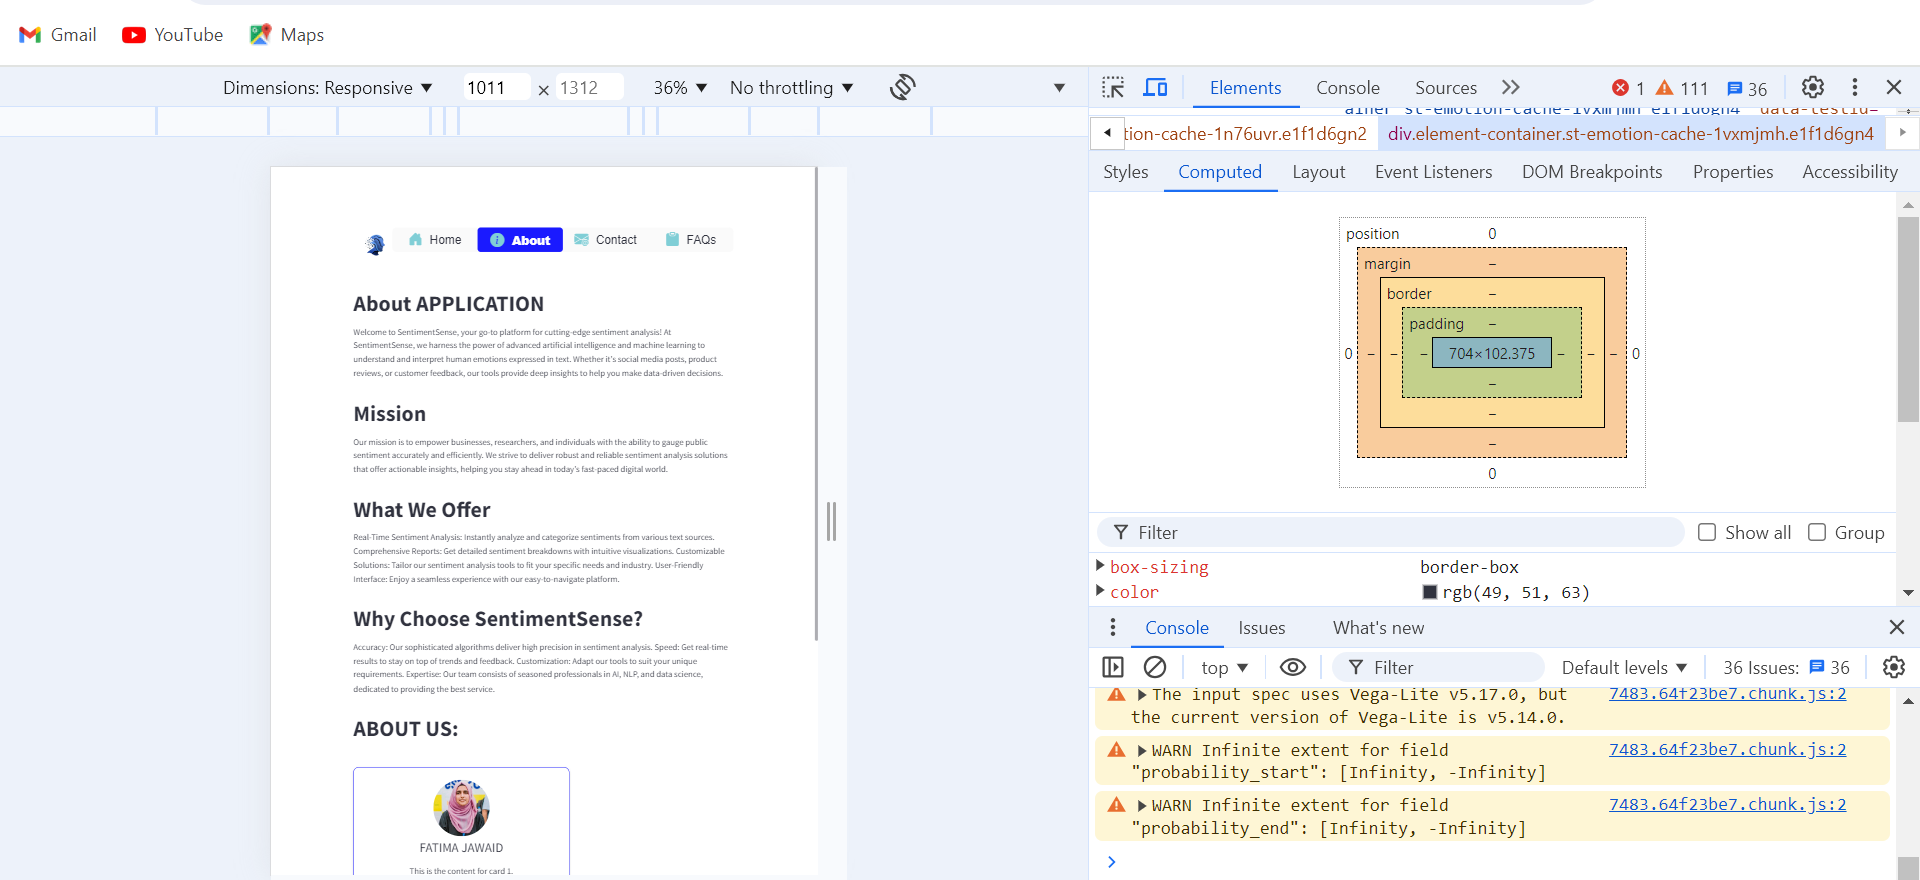 Gmail YouTube Maps
Dimensions: Responsive 1011 × 1312 36% No throttling
Elements Console Sources 1 111 36
tion-cache-1n76uvr.e1f1d6gn2 div.element-container.st-emotion-cache-1vxmjmh.e1f1d6gn4
Styles Computed Layout Event Listeners DOM Breakpoints Properties Accessibility
Home About Contact FAQs
About APPLICATION
Welcome to SentimentSense, your go-to platform for cutting-edge sentiment analysis! At
SentimentSense, we harness the power of advanced artificial intelligence and machine learning to
understand and interpret human emotions expressed in text. Whether it's social media posts, product
reviews, or customer feedback, our tools provide deep insights to help you make data-driven decisions.
Mission
Our mission is to empower businesses, researchers, and individuals with the ability to gauge public
sentiment accurately and efficiently. We strive to deliver robust and reliable sentiment analysis solutions
that offer actionable insights, helping you stay ahead in today's fast-paced digital world.
What We Offer
Real-Time Sentiment Analysis: Instantly analyze and categorize sentiments from various text sources.
Comprehensive Reports: Get detailed sentiment breakdowns with intuitive visualizations. Customizable
Solutions: Tailor our sentiment analysis tools to fit your specific needs and industry. User-Friendly
Interface: Enjoy a seamless experience with our easy-to-navigate platform.
Why Choose SentimentSense?
Accuracy: Our sophisticated algorithms deliver high precision in sentiment analysis. Speed: Get real-time
results to stay on top of trends and feedback. Customization: Adapt our tools to suit your unique
requirements. Expertise: Our team consists of seasoned professionals in AI, NLP, and data science,
dedicated to providing the best service.
ABOUT US:
FATIMA JAWAID
This is the content for card 1.
position 0
margin –
border –
padding –
0 – – – 704×102.375 – – – 0
–
–
–
0
Filter Show all Group
box-sizing border-box
color rgb(49, 51, 63)
Console Issues What's new
top Filter Default levels 36 Issues: 36
The input spec uses Vega-Lite v5.17.0, but 7483.64f23be7.chunk.js:2
the current version of Vega-Lite is v5.14.0.
WARN Infinite extent for field 7483.64f23be7.chunk.js:2
"probability_start": [Infinity, -Infinity]
WARN Infinite extent for field 7483.64f23be7.chunk.js:2
"probability_end": [Infinity, -Infinity]